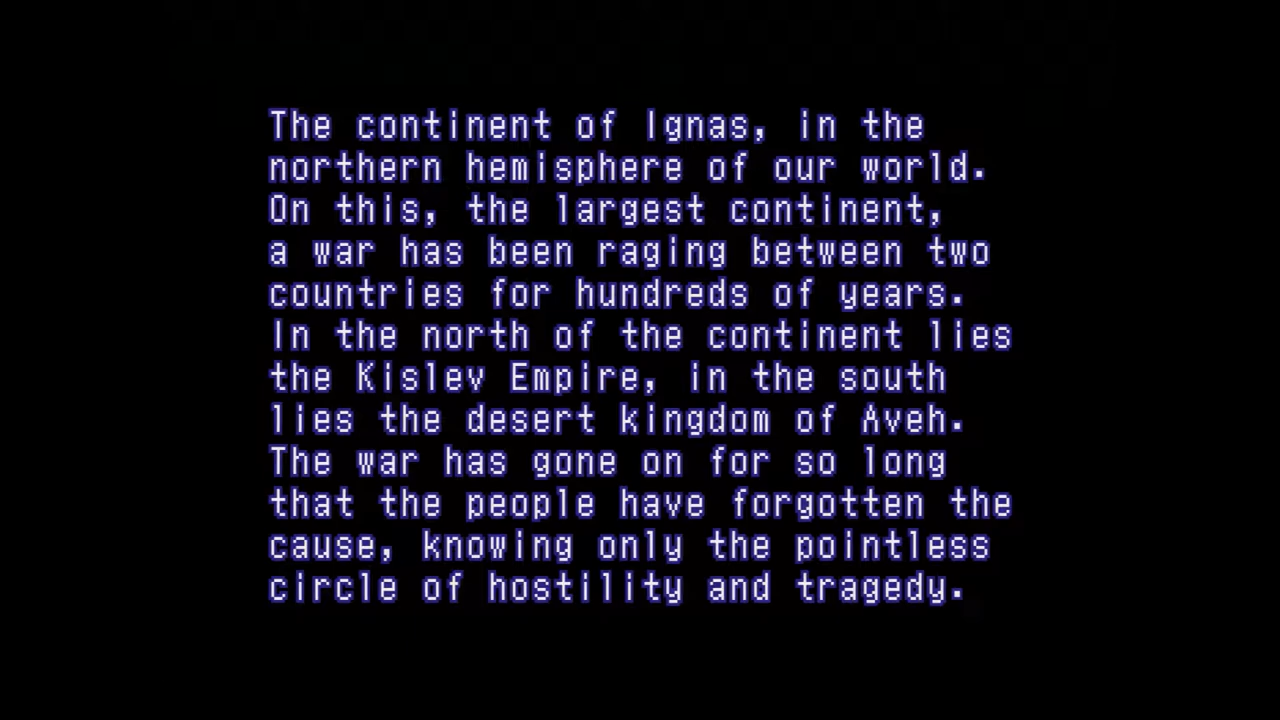 The continent of Ignas, in the
northern hemisphere of our world.
On this, the largest continent,
a war has been raging between two
countries for hundreds of years.
In the north of the continent lies
the Kislev Empire, in the south
lies the desert kingdom of Aveh.
The war has gone on for so long
that the people have forgotten the
cause, knowing only the pointless
circle of hostility and tragedy.